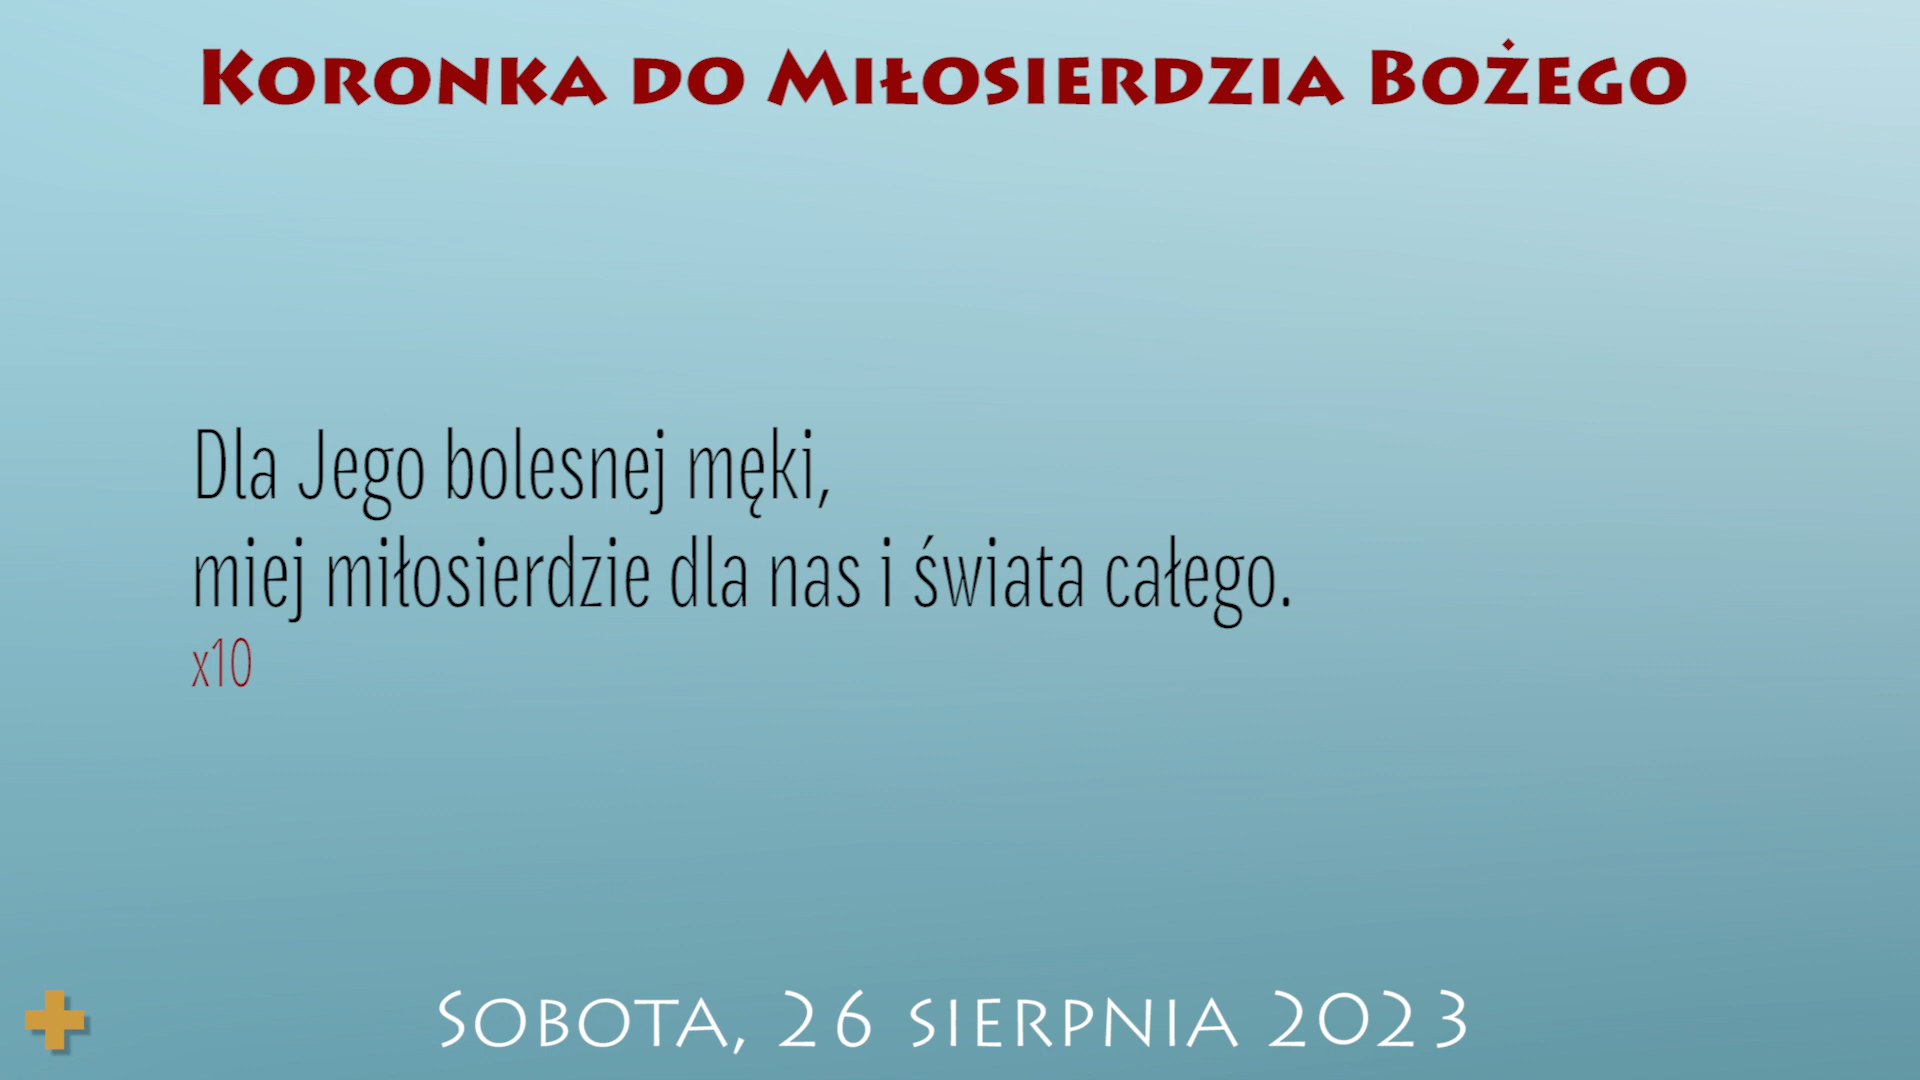 Koronka do Miłosierdzia Bożego
Dla Jego bolesnej męki,
miej miłosierdzie dla nas i świata całego.
x10
Sobota, 26 sierpnia 2023